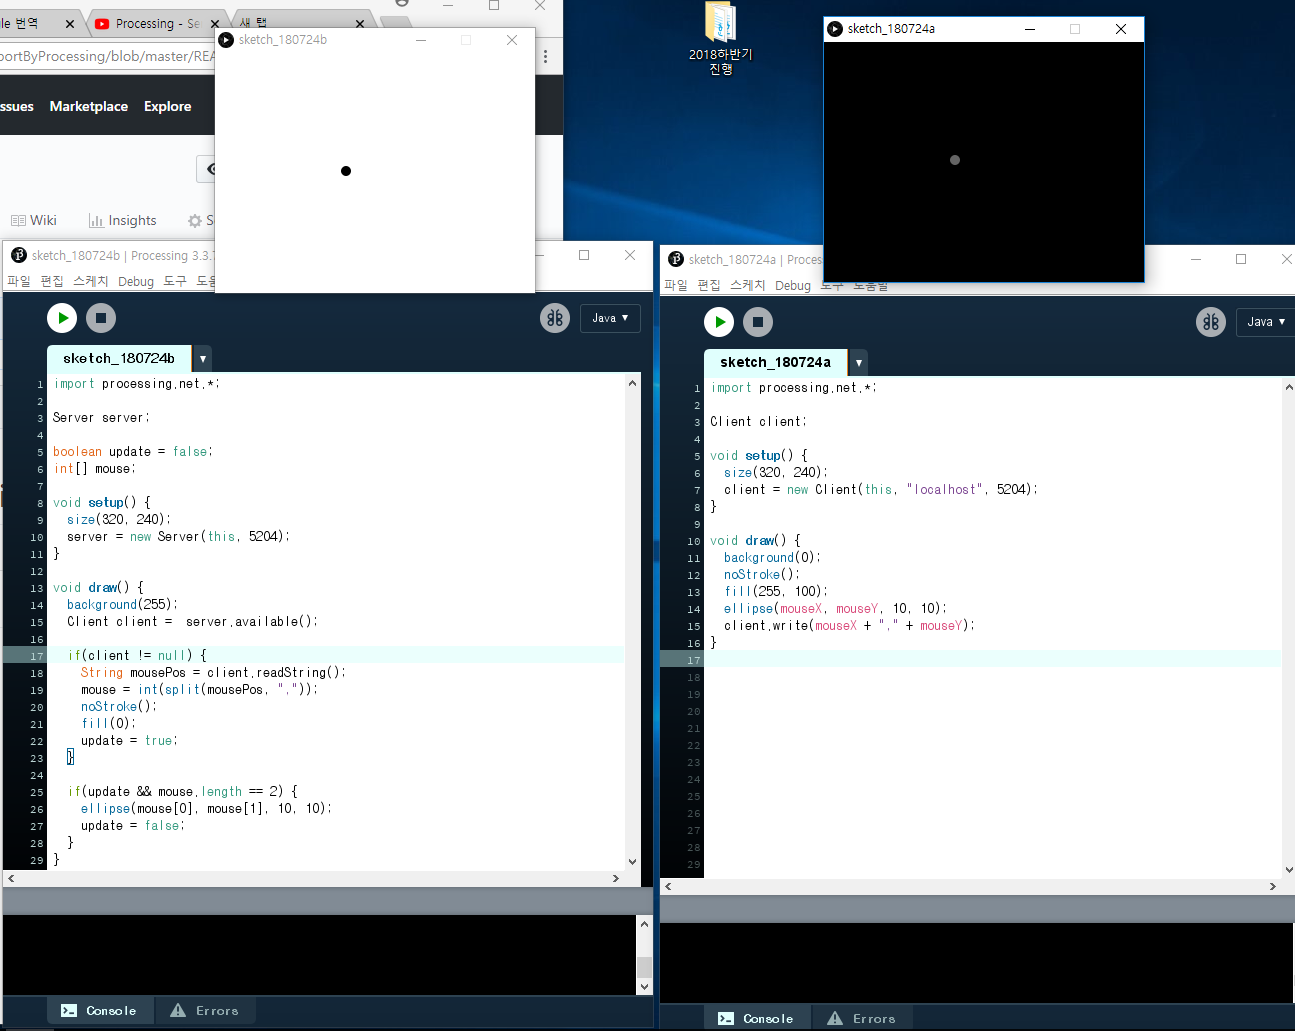 le 번역
Processing - Se
새 탭
ortByProcessing/blob/master/REA
ssues Marketplace Explore
Wiki Insights S
sketch_180724b
2018하반기
진행
sketch_180724a
sketch_180724b | Processing 3.3.7
파일 편집 스케치 Debug 도구
Java ▼
sketch_180724b ▼
1 import processing.net.*;
2
3 Server server;
4
5 boolean update = false;
6 int[] mouse;
7
8 void setup() {
9 size(320, 240);
10 server = new Server(this, 5204);
11 }
12
13 void draw() {
14 background(255);
15 Client client =  server.available();
16
17 if(client != null) {
18 String mousePos = client.readString();
19 mouse = int(split(mousePos, ","));
20 noStroke();
21 fill(0);
22 update = true;
23 }
24
25 if(update && mouse.length == 2) {
26 ellipse(mouse[0], mouse[1], 10, 10);
27 update = false;
28 }
29 }
Console Errors
sketch_180724a | Proces
파일 편집 스케치 Debug 도구 도움말
Java ▼
sketch_180724a ▼
1 import processing.net.*;
2
3 Client client;
4
5 void setup() {
6 size(320, 240);
7 client = new Client(this, "localhost", 5204);
8 }
9
10 void draw() {
11 background(0);
12 noStroke();
13 fill(255, 100);
14 ellipse(mouseX, mouseY, 10, 10);
15 client.write(mouseX + "," + mouseY);
16 }
17
18
19
20
21
22
23
24
25
26
27
28
29
Console Errors